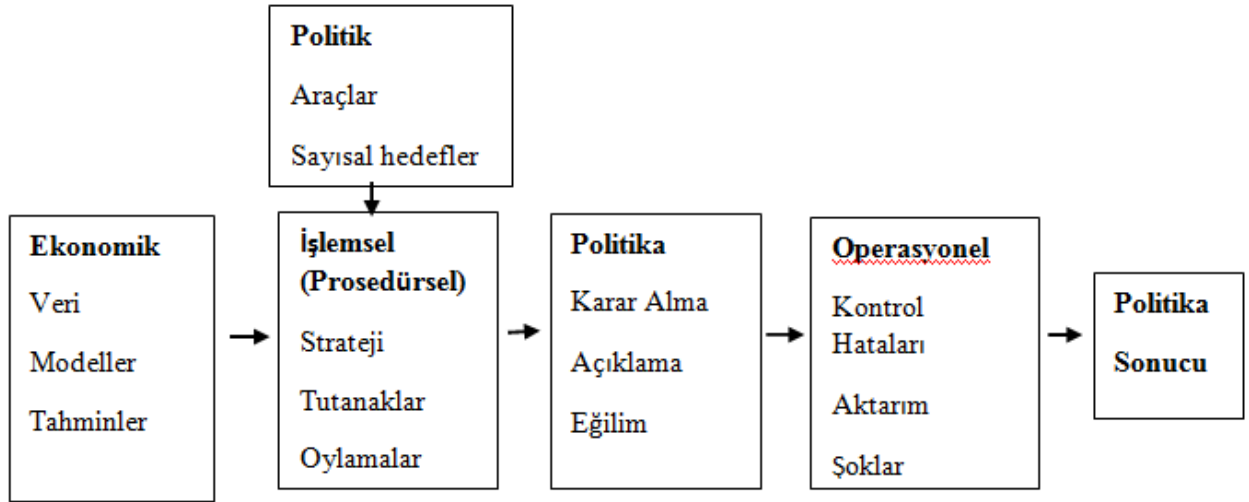 Politik
Araçlar
Sayısal hedefler
Ekonomik
Veri
Modeller
Tahminler
İşlemsel
(Prosedürsel)
Strateji
Tutanaklar
Oylamalar
Politika
Karar Alma
Açıklama
Eğilim
Operasyonel
Kontrol
Hataları
Aktarım
Şoklar
Politika
Sonucu